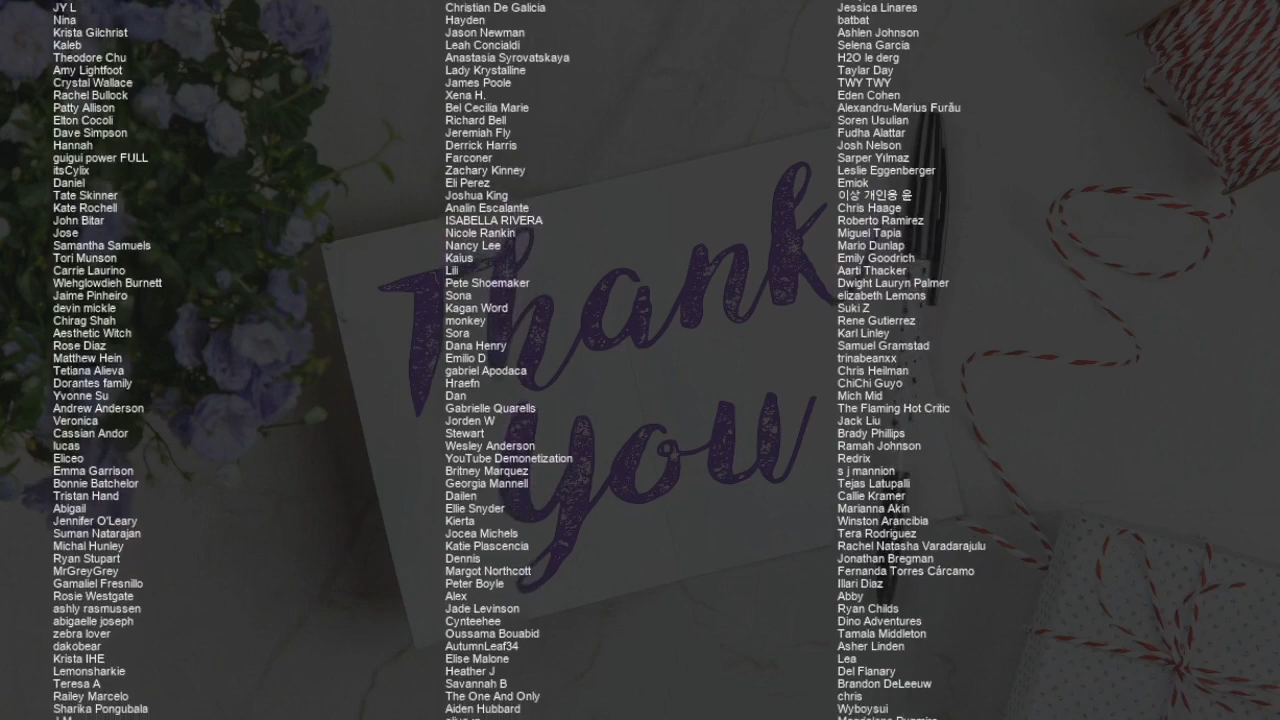 JY L
Nina
Krista Gilchrist
Kaleb
Theodore Chu
Amy Lightfoot
Crystal Wallace
Rachel Bullock
Patty Allison
Elton Cocoli
Dave Simpson
Hannah
guigui power FULL
itsCylix
Daniel
Tate Skinner
Kate Rochell
John Bitar
Jose
Samantha Samuels
Tori Munson
Carrie Laurino
Wlehglowdieh Burnett
Jaime Pinheiro
devin mickle
Chirag Shah
Aesthetic Witch
Rose Diaz
Matthew Hein
Tetiana Alieva
Dorantes family
Yvonne Su
Andrew Anderson
Veronica
Cassian Andor
lucas
Eliceo
Emma Garrison
Bonnie Batchelor
Tristan Hand
Abigail
Jennifer O'Leary
Suman Natarajan
Michal Hunley
Ryan Stupart
MrGreyGrey
Gamaliel Fresnillo
Rosie Westgate
ashly rasmussen
abigaelle joseph
zebra lover
dakobear
Krista IHE
Lemonsharkie
Teresa A
Railey Marcelo
Sharika Pongubala
Christian De Galicia
Hayden
Jason Newman
Leah Concialdi
Anastasia Syrovatskaya
Lady Krystalline
James Poole
Xena H.
Bel Cecilia Marie
Richard Bell
Jeremiah Fly
Derrick Harris
Farconer
Zachary Kinney
Eli Perez
Joshua King
Analin Escalante
ISABELLA RIVERA
Nicole Rankin
Nancy Lee
Kaius
Lili
Pete Shoemaker
Sona
Kagan Word
monkey
Sora
Dana Henry
Emilio D
gabriel Apodaca
Hraefn
Dan
Gabrielle Quarells
Jorden W
Stewart
Wesley Anderson
YouTube Demonetization
Britney Marquez
Georgia Mannell
Dailen
Ellie Snyder
Kierta
Jocea Michels
Katie Plascencia
Dennis
Margot Northcott
Peter Boyle
Alex
Jade Levinson
Cynteehee
Oussama Bouabid
AutumnLeaf34
Elise Malone
Heather J
Savannah B
The One And Only
Aiden Hubbard
Jessica Linares
batbat
Ashlen Johnson
Selena Garcia
H2O le derg
Taylar Day
TWY TWY
Eden Cohen
Alexandru-Marius Furău
Soren Usulian
Fudha Alattar
Josh Nelson
Sarper Yılmaz
Leslie Eggenberger
Emiok
이상 개인용 윤
Chris Haage
Roberto Ramirez
Miguel Tapia
Mario Dunlap
Emily Goodrich
Aarti Thacker
Dwight Lauryn Palmer
elizabeth Lemons
Suki Z
Rene Gutierrez
Karl Linley
Samuel Gramstad
trinabeanxx
Chris Heilman
ChiChi Guyo
Mich Mid
The Flaming Hot Critic
Jack Liu
Brady Phillips
Ramah Johnson
Redrix
s j mannion
Tejas Latupalli
Callie Kramer
Marianna Akin
Winston Arancibia
Tera Rodriguez
Rachel Natasha Varadarajulu
Jonathan Bregman
Fernanda Torres Cárcamo
Illari Diaz
Abby
Ryan Childs
Dino Adventures
Tamala Middleton
Asher Linden
Lea
Del Flanary
Brandon DeLeeuw
chris
Wyboysui
Thank
You